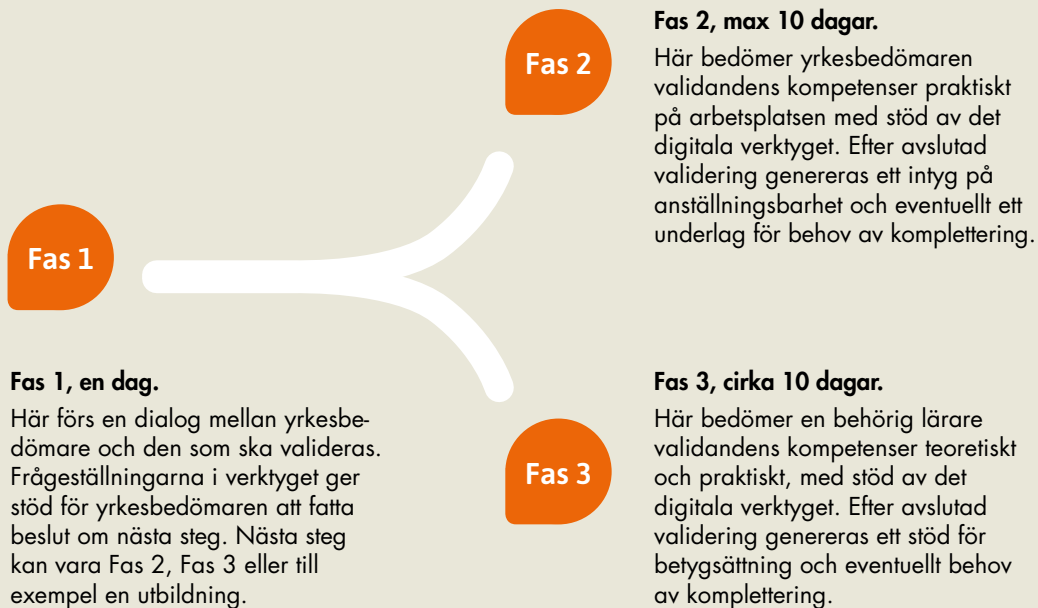 Fas 1
Fas 1, en dag.
Här förs en dialog mellan yrkesbe-
dömare och den som ska valideras.
Frågeställningarna i verktyget ger
stöd för yrkesbedömaren att fatta
beslut om nästa steg. Nästa steg
kan vara Fas 2, Fas 3 eller till
exempel en utbildning.
Fas 2
Fas 2, max 10 dagar.
Här bedömer yrkesbedömaren
validandens kompetenser praktiskt
på arbetsplatsen med stöd av det
digitala verktyget. Efter avslutad
validering genereras ett intyg på
anställningsbarhet och eventuellt ett
underlag för behov av komplettering.
Fas 3
Fas 3, cirka 10 dagar.
Här bedömer en behörig lärare
validandens kompetenser teoretiskt
och praktiskt, med stöd av det
digitala verktyget. Efter avslutad
validering genereras ett stöd för
betygsättning och eventuellt behov
av komplettering.